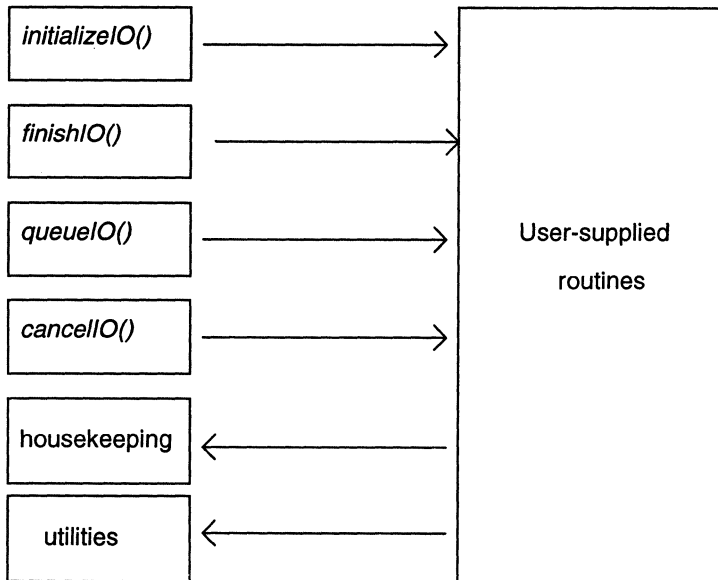 initializeIO()
finishIO()
queueIO()
User-supplied
routines
cancelIO()
housekeeping
utilities